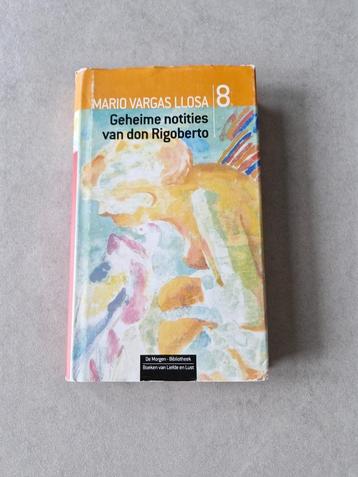 MARIO VARGAS LLOSA 8
Geheime notities
van don Rigoberto
De Morgen - Bibliotheek
Boeken van Liefde en Lust